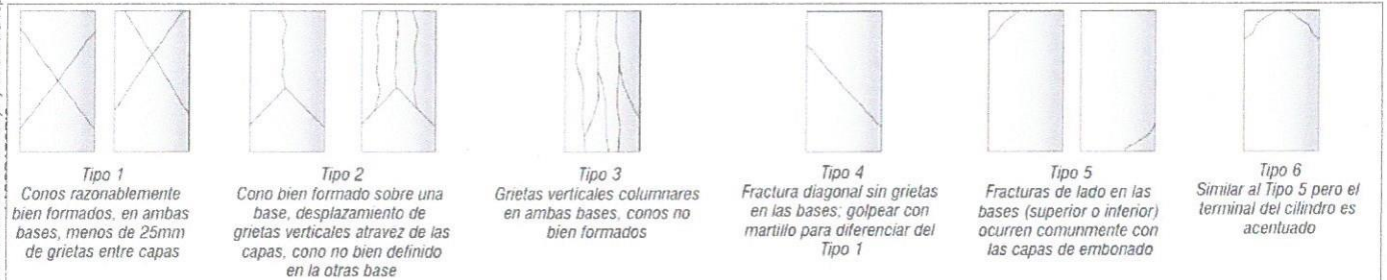 Tipo 1
Conos razonablemente
bien formados, en ambas
bases, menos de 25mm
de grietas entre capas
Tipo 2
Cono bien formado sobre una
base, desplazamiento de
grietas verticales atravez de las
capas, cono no bien definido
en la otras base
Tipo 3
Grietas verticales columnares
en ambas bases, conos no
bien formados
Tipo 4
Fractura diagonal sin grietas
en las bases; golpear con
martillo para diferenciar del
Tipo 1
Tipo 5
Fracturas de lado en las
bases (superior o inferior)
ocurren comunmente con
las capas de embonado
Tipo 6
Similar al Tipo 5 pero el
terminal del cilindro es
acentuado